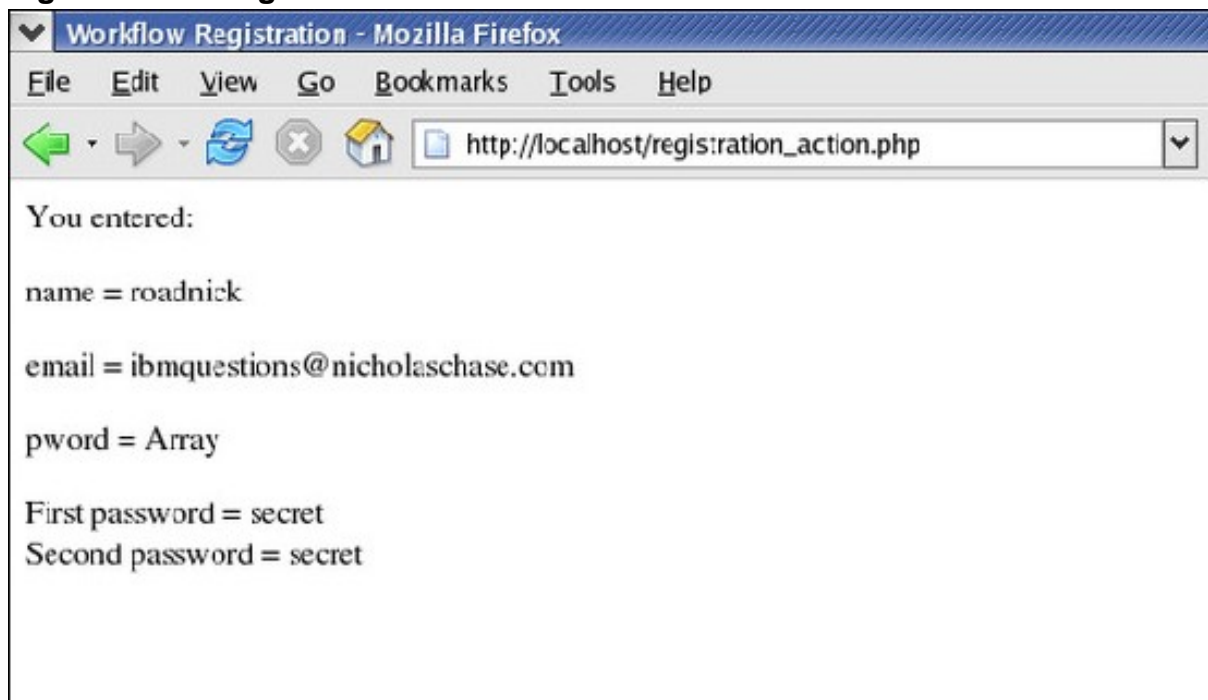 Workflow Registration - Mozilla Firefox
File Edit View Go Bookmarks Tools Help
http://localhost/registration_action.php
You entered:
name = roadnick
email = ibmquestions@nicholaschase.com
pword = Array
First password = secret
Second password = secret